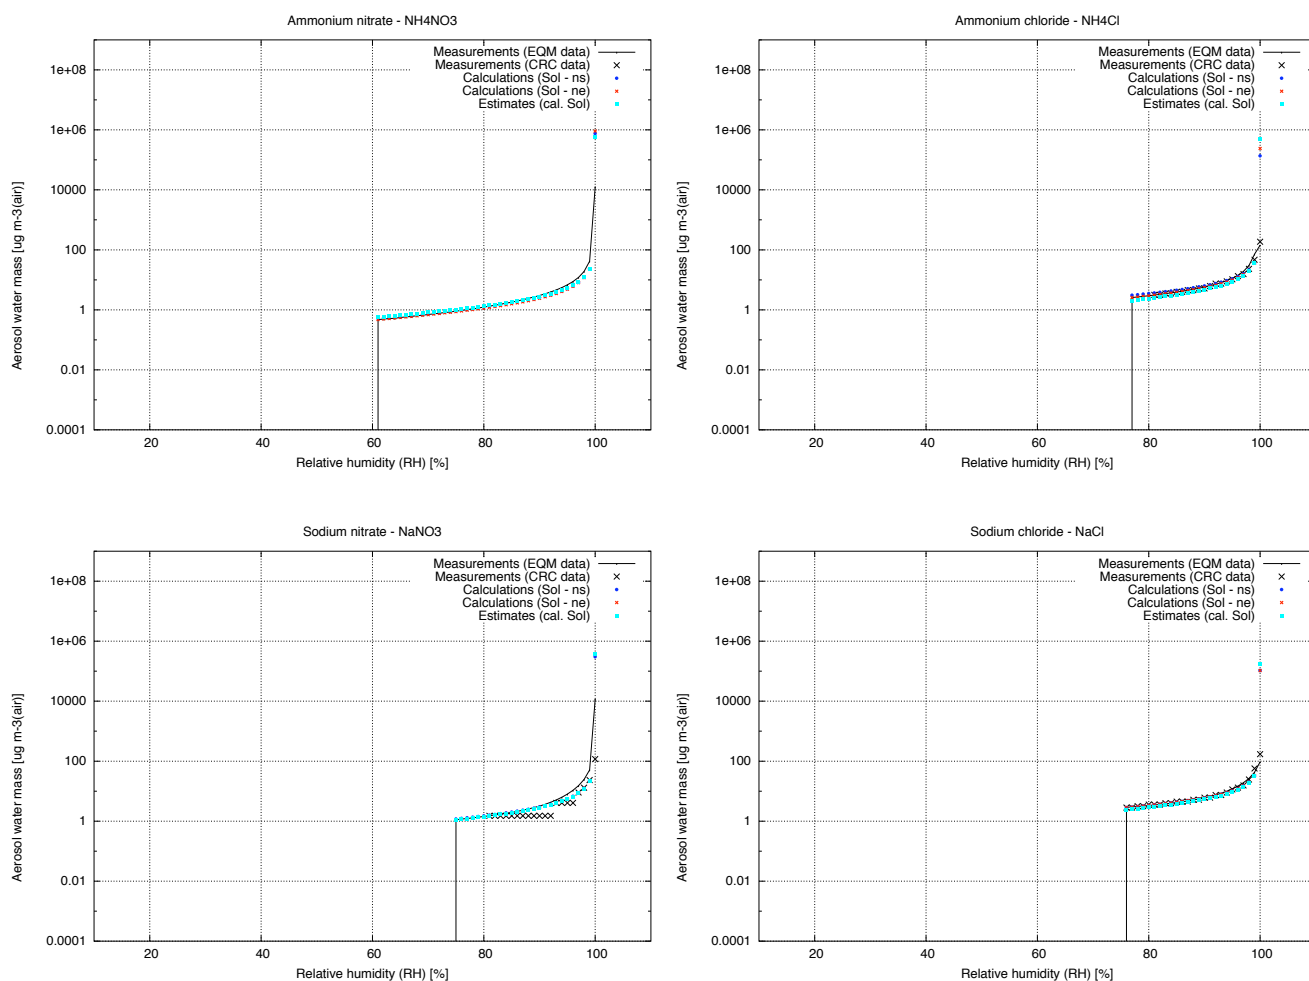 Ammonium nitrate - NH4NO3
Measurements (EQM data)
Measurements (CRC data)
Calculations (Sol - ns)
Calculations (Sol - ne)
Estimates (cal. Sol)
1e+08
1e+06
10000
100
1
0.01
0.0001
Aerosol water mass [ug m-3(air)]
20 40 60 80 100
Relative humidity (RH) [%]
Ammonium chloride - NH4Cl
Measurements (EQM data)
Measurements (CRC data)
Calculations (Sol - ns)
Calculations (Sol - ne)
Estimates (cal. Sol)
1e+08
1e+06
10000
100
1
0.01
0.0001
Aerosol water mass [ug m-3(air)]
20 40 60 80 100
Relative humidity (RH) [%]
Sodium nitrate - NaNO3
Measurements (EQM data)
Measurements (CRC data)
Calculations (Sol - ns)
Calculations (Sol - ne)
Estimates (cal. Sol)
1e+08
1e+06
10000
100
1
0.01
0.0001
Aerosol water mass [ug m-3(air)]
20 40 60 80 100
Relative humidity (RH) [%]
Sodium chloride - NaCl
Measurements (EQM data)
Measurements (CRC data)
Calculations (Sol - ns)
Calculations (Sol - ne)
Estimates (cal. Sol)
1e+08
1e+06
10000
100
1
0.01
0.0001
Aerosol water mass [ug m-3(air)]
20 40 60 80 100
Relative humidity (RH) [%]